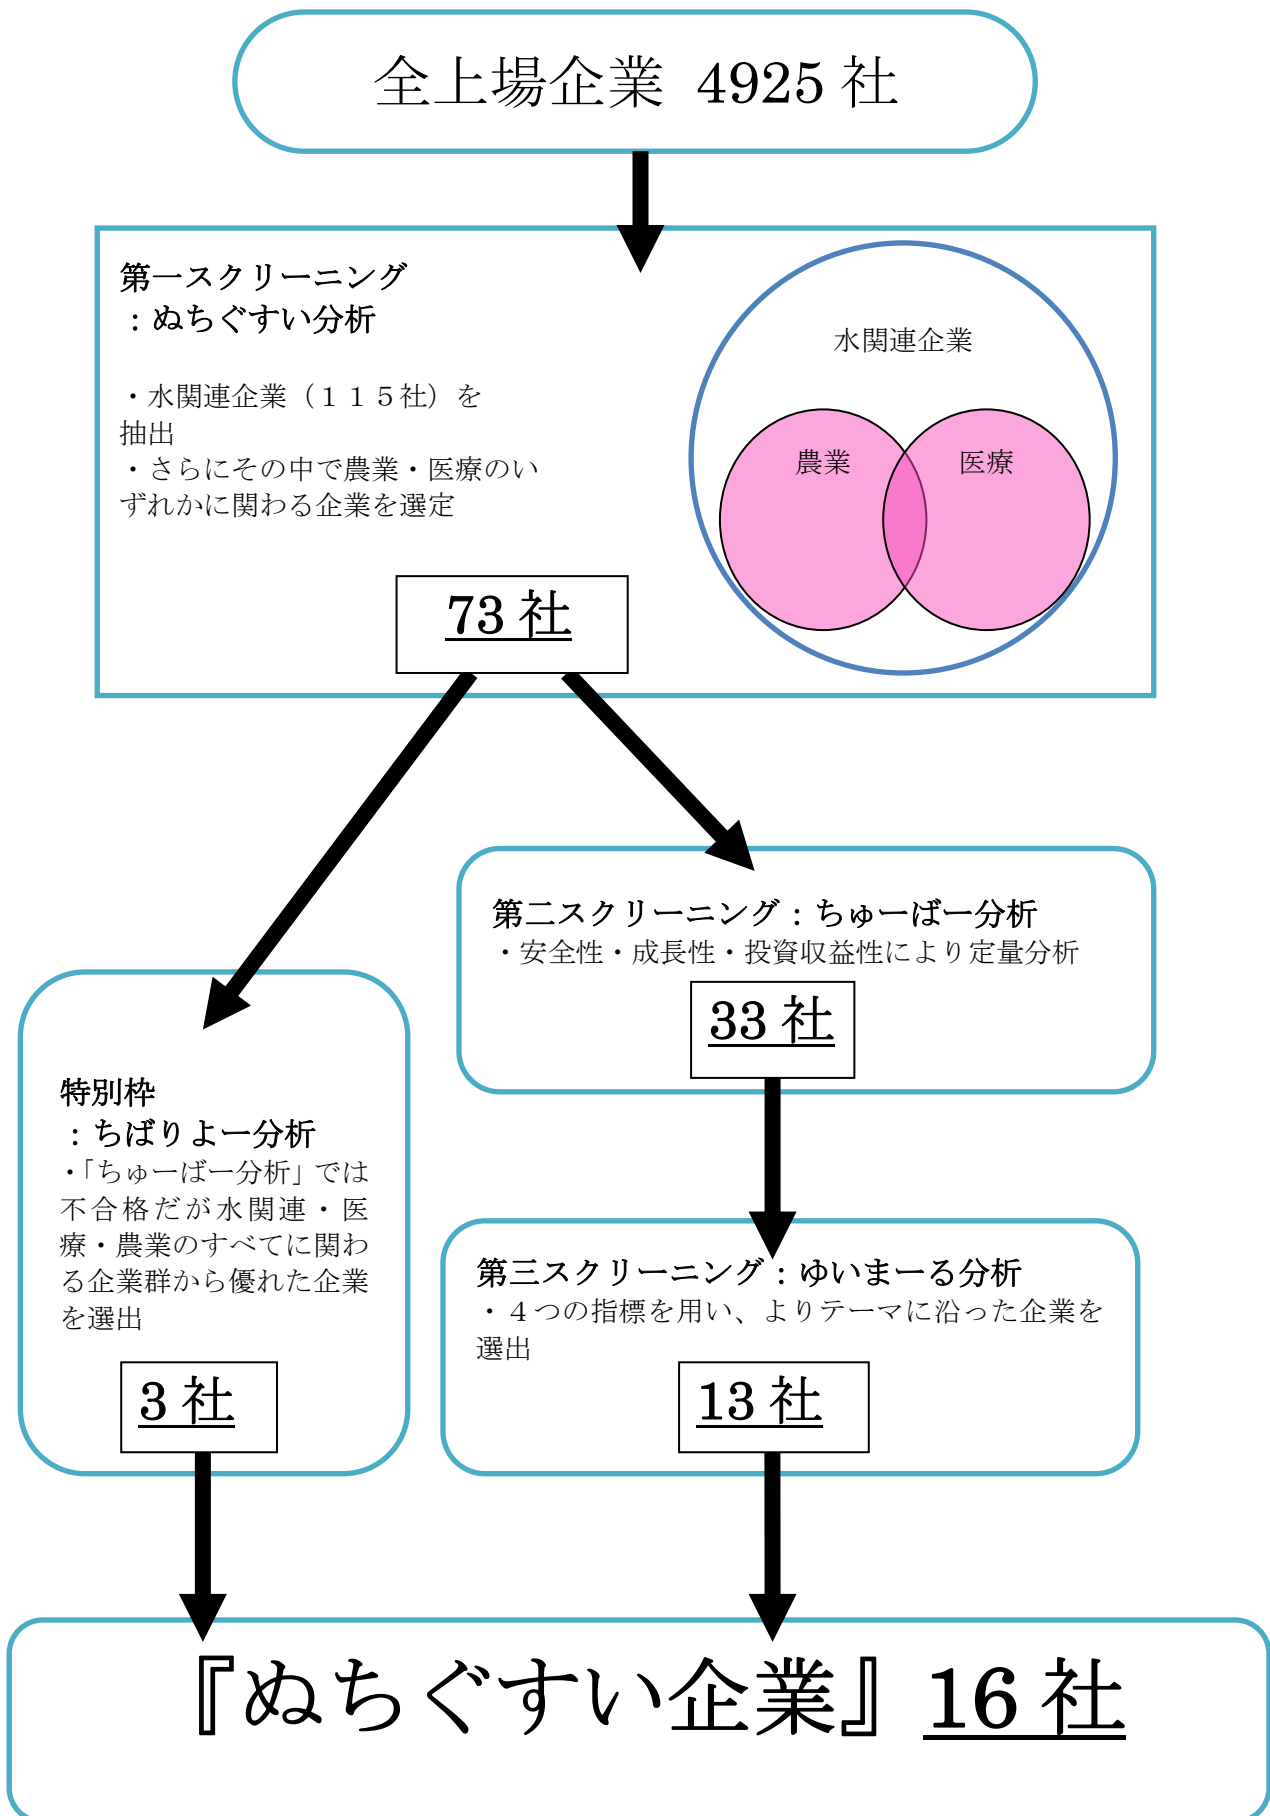 全上場企業 4925 社
第一スクリーニング
：ぬちぐすい分析
・水関連企業（１１５社）を
抽出
・さらにその中で農業・医療のい
ずれかに関わる企業を選定
水関連企業
農業
医療
73 社
第二スクリーニング：ちゅーばー分析
・安全性・成長性・投資収益性により定量分析
33 社
特別枠
：ちばりよー分析
・「ちゅーばー分析」では
不合格だが水関連・医
療・農業のすべてに関わ
る企業群から優れた企業
を選出
3 社
第三スクリーニング：ゆいまーる分析
・４つの指標を用い、よりテーマに沿った企業を
選出
13 社
『ぬちぐすい企業』16 社